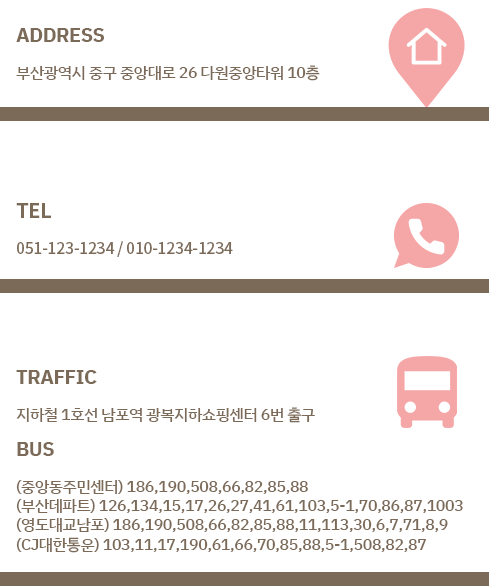 ADDRESS
부산광역시 중구 중앙대로 26 다원중앙타워 10층
TEL
051-123-1234 / 010-1234-1234
TRAFFIC
지하철 1호선 남포역 광복지하쇼핑센터 6번 출구
BUS
(중앙동주민센터) 186,190,508,66,82,85,88
(부산데파트) 126,134,15,17,26,27,41,61,103,5-1,70,86,87,1003
(영도대교남포) 186,190,508,66,82,85,88,11,113,30,6,7,71,8,9
(CJ대한통운) 103,11,17,190,61,66,70,85,88,5-1,508,82,87